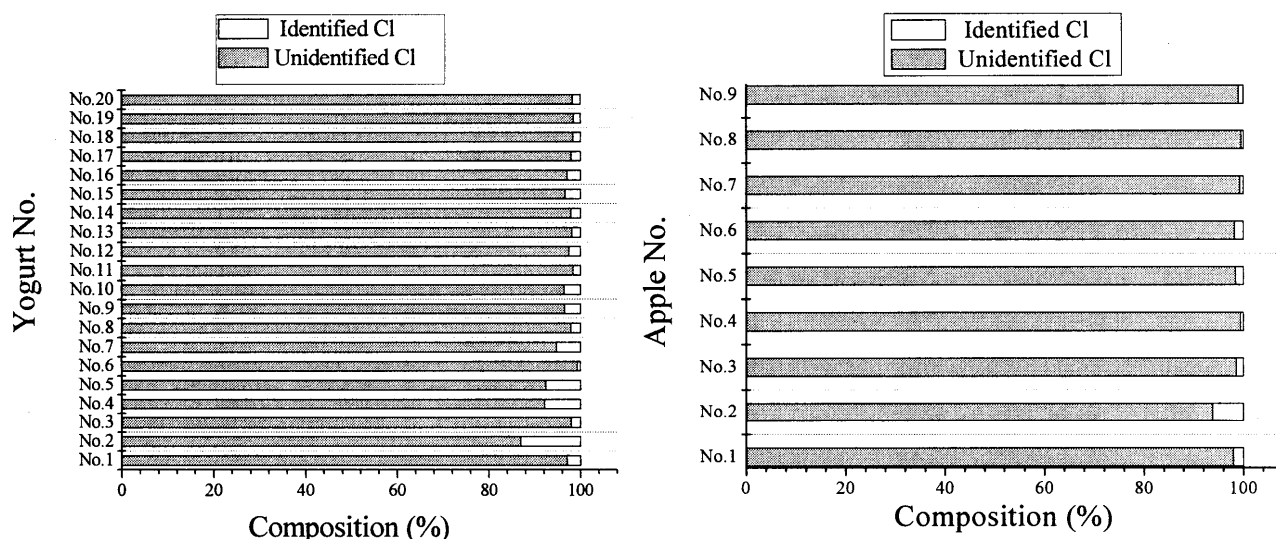 Identified Cl
Unidentified Cl
Yogurt No.
No.20
No.19
No.18
No.17
No.16
No.15
No.14
No.13
No.12
No.11
No.10
No.9
No.8
No.7
No.6
No.5
No.4
No.3
No.2
No.1
0 20 40 60 80 100
Composition (%)
Identified Cl
Unidentified Cl
Apple No.
No.9
No.8
No.7
No.6
No.5
No.4
No.3
No.2
No.1
0 20 40 60 80 100
Composition (%)